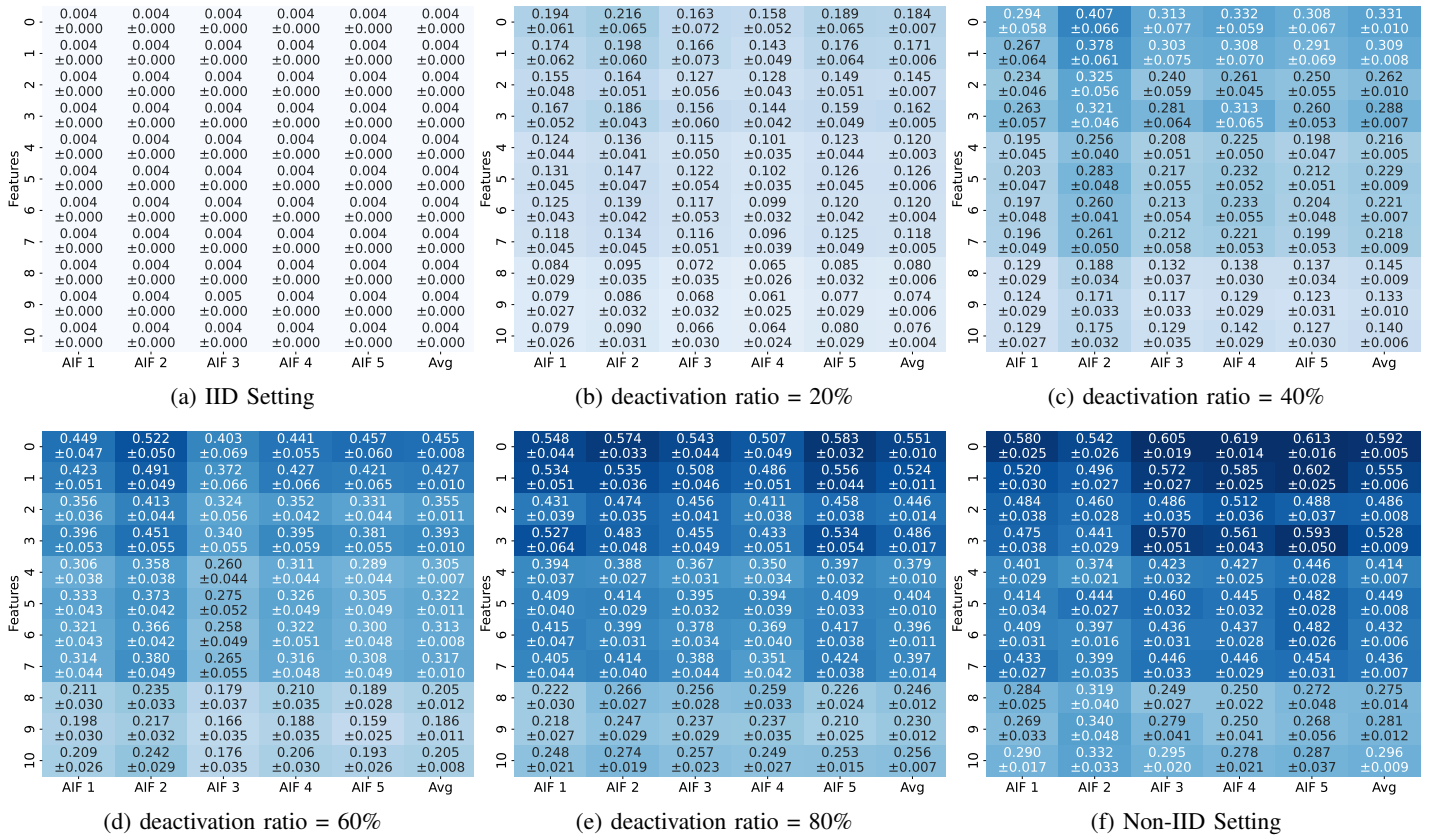 0.004 0.004 0.004 0.004 0.004 0.004
0 ±0.000 ±0.000 ±0.000 ±0.000 ±0.000 ±0.000
0.004 0.004 0.004 0.004 0.004 0.004
1 ±0.000 ±0.000 ±0.000 ±0.000 ±0.000 ±0.000
0.004 0.004 0.004 0.004 0.004 0.004
2 ±0.000 ±0.000 ±0.000 ±0.000 ±0.000 ±0.000
0.004 0.004 0.004 0.004 0.004 0.004
3 ±0.000 ±0.000 ±0.000 ±0.000 ±0.000 ±0.000
0.004 0.004 0.004 0.004 0.004 0.004
4 ±0.000 ±0.000 ±0.000 ±0.000 ±0.000 ±0.000
Features
0.004 0.004 0.004 0.004 0.004 0.004
5 ±0.000 ±0.000 ±0.000 ±0.000 ±0.000 ±0.000
0.004 0.004 0.004 0.004 0.004 0.004
6 ±0.000 ±0.000 ±0.000 ±0.000 ±0.000 ±0.000
0.004 0.004 0.004 0.004 0.004 0.004
7 ±0.000 ±0.000 ±0.000 ±0.000 ±0.000 ±0.000
0.004 0.004 0.004 0.004 0.004 0.004
8 ±0.000 ±0.000 ±0.000 ±0.000 ±0.000 ±0.000
0.004 0.004 0.005 0.004 0.004 0.004
9 ±0.000 ±0.000 ±0.000 ±0.000 ±0.000 ±0.000
0.004 0.004 0.004 0.004 0.004 0.004
10 ±0.000 ±0.000 ±0.000 ±0.000 ±0.000 ±0.000
AIF 1 AIF 2 AIF 3 AIF 4 AIF 5 Avg
(a) IID Setting
0.194 0.216 0.163 0.158 0.189 0.184
0 ±0.061 ±0.065 ±0.072 ±0.052 ±0.065 ±0.007
0.174 0.198 0.166 0.143 0.176 0.171
1 ±0.062 ±0.060 ±0.073 ±0.049 ±0.064 ±0.006
0.155 0.164 0.127 0.128 0.149 0.145
2 ±0.048 ±0.051 ±0.056 ±0.043 ±0.051 ±0.007
0.167 0.186 0.156 0.144 0.159 0.162
3 ±0.052 ±0.043 ±0.060 ±0.042 ±0.049 ±0.005
0.124 0.136 0.115 0.101 0.123 0.120
4 ±0.044 ±0.041 ±0.050 ±0.035 ±0.044 ±0.003
Features
0.131 0.147 0.122 0.102 0.126 0.126
5 ±0.045 ±0.047 ±0.054 ±0.035 ±0.045 ±0.006
0.125 0.139 0.117 0.099 0.120 0.120
6 ±0.043 ±0.042 ±0.053 ±0.032 ±0.042 ±0.004
0.118 0.134 0.116 0.096 0.125 0.118
7 ±0.045 ±0.045 ±0.051 ±0.039 ±0.049 ±0.005
0.084 0.095 0.072 0.065 0.085 0.080
8 ±0.029 ±0.035 ±0.035 ±0.026 ±0.032 ±0.006
0.079 0.086 0.068 0.061 0.077 0.074
9 ±0.027 ±0.032 ±0.032 ±0.025 ±0.029 ±0.006
0.079 0.090 0.066 0.064 0.080 0.076
10 ±0.026 ±0.031 ±0.030 ±0.024 ±0.029 ±0.004
AIF 1 AIF 2 AIF 3 AIF 4 AIF 5 Avg
(b) deactivation ratio = 20%
0.294 0.407 0.313 0.332 0.308 0.331
0 ±0.058 ±0.066 ±0.077 ±0.059 ±0.067 ±0.010
0.267 0.378 0.303 0.308 0.291 0.309
1 ±0.064 ±0.061 ±0.075 ±0.070 ±0.069 ±0.008
0.234 0.325 0.240 0.261 0.250 0.262
2 ±0.046 ±0.056 ±0.059 ±0.045 ±0.054 ±0.010
0.263 0.321 0.281 0.313 0.260 0.288
3 ±0.057 ±0.046 ±0.064 ±0.065 ±0.053 ±0.007
0.195 0.256 0.208 0.225 0.198 0.216
4 ±0.045 ±0.040 ±0.051 ±0.050 ±0.047 ±0.005
Features
0.203 0.283 0.217 0.232 0.212 0.229
5 ±0.047 ±0.048 ±0.055 ±0.052 ±0.051 ±0.009
0.197 0.260 0.213 0.233 0.204 0.221
6 ±0.048 ±0.041 ±0.054 ±0.055 ±0.048 ±0.007
0.196 0.261 0.212 0.221 0.199 0.218
7 ±0.049 ±0.050 ±0.058 ±0.053 ±0.053 ±0.009
0.129 0.188 0.132 0.138 0.137 0.145
8 ±0.029 ±0.034 ±0.037 ±0.030 ±0.034 ±0.009
0.124 0.171 0.117 0.129 0.123 0.133
9 ±0.029 ±0.033 ±0.033 ±0.029 ±0.031 ±0.010
0.129 0.175 0.129 0.142 0.127 0.140
10 ±0.027 ±0.032 ±0.035 ±0.029 ±0.030 ±0.006
AIF 1 AIF 2 AIF 3 AIF 4 AIF 5 Avg
(c) deactivation ratio = 40%
0.449 0.522 0.403 0.441 0.457 0.455
0 ±0.047 ±0.050 ±0.069 ±0.055 ±0.060 ±0.008
0.423 0.491 0.372 0.427 0.421 0.427
1 ±0.051 ±0.049 ±0.066 ±0.066 ±0.065 ±0.010
0.356 0.413 0.324 0.352 0.331 0.355
2 ±0.036 ±0.044 ±0.056 ±0.042 ±0.044 ±0.011
0.396 0.451 0.340 0.395 0.381 0.393
3 ±0.053 ±0.055 ±0.055 ±0.059 ±0.055 ±0.010
0.306 0.358 0.260 0.311 0.289 0.305
4 ±0.038 ±0.038 ±0.044 ±0.044 ±0.044 ±0.007
Features
0.333 0.373 0.275 0.326 0.305 0.322
5 ±0.043 ±0.042 ±0.052 ±0.049 ±0.049 ±0.011
0.321 0.366 0.258 0.322 0.300 0.313
6 ±0.043 ±0.042 ±0.049 ±0.051 ±0.048 ±0.008
0.314 0.380 0.265 0.316 0.308 0.317
7 ±0.044 ±0.049 ±0.055 ±0.048 ±0.049 ±0.010
0.211 0.235 0.179 0.210 0.189 0.205
8 ±0.030 ±0.033 ±0.037 ±0.035 ±0.028 ±0.012
0.198 0.217 0.166 0.188 0.159 0.186
9 ±0.030 ±0.032 ±0.035 ±0.035 ±0.025 ±0.011
0.209 0.242 0.176 0.206 0.193 0.205
10 ±0.026 ±0.029 ±0.035 ±0.030 ±0.026 ±0.008
AIF 1 AIF 2 AIF 3 AIF 4 AIF 5 Avg
(d) deactivation ratio = 60%
0.548 0.574 0.543 0.507 0.583 0.551
0 ±0.044 ±0.033 ±0.044 ±0.049 ±0.032 ±0.010
0.534 0.535 0.508 0.486 0.556 0.524
1 ±0.051 ±0.036 ±0.046 ±0.051 ±0.044 ±0.011
0.431 0.474 0.456 0.411 0.458 0.446
2 ±0.039 ±0.035 ±0.041 ±0.038 ±0.038 ±0.014
0.527 0.483 0.455 0.433 0.534 0.486
3 ±0.064 ±0.048 ±0.049 ±0.051 ±0.054 ±0.017
0.394 0.388 0.367 0.350 0.397 0.379
4 ±0.037 ±0.027 ±0.031 ±0.034 ±0.032 ±0.010
Features
0.409 0.414 0.395 0.394 0.409 0.404
5 ±0.040 ±0.029 ±0.032 ±0.039 ±0.033 ±0.010
0.415 0.399 0.378 0.369 0.417 0.396
6 ±0.047 ±0.031 ±0.034 ±0.040 ±0.038 ±0.011
0.405 0.414 0.388 0.351 0.424 0.397
7 ±0.044 ±0.040 ±0.044 ±0.042 ±0.038 ±0.014
0.222 0.266 0.256 0.259 0.226 0.246
8 ±0.030 ±0.028 ±0.027 ±0.033 ±0.024 ±0.012
0.218 0.247 0.237 0.237 0.210 0.230
9 ±0.027 ±0.029 ±0.029 ±0.029 ±0.025 ±0.012
0.248 0.274 0.257 0.249 0.253 0.256
10 ±0.021 ±0.019 ±0.023 ±0.027 ±0.015 ±0.007
AIF 1 AIF 2 AIF 3 AIF 4 AIF 5 Avg
(e) deactivation ratio = 80%
0.580 0.542 0.605 0.619 0.613 0.592
0 ±0.025 ±0.026 ±0.019 ±0.014 ±0.016 ±0.005
0.520 0.496 0.572 0.585 0.602 0.555
1 ±0.030 ±0.027 ±0.027 ±0.025 ±0.025 ±0.006
0.484 0.460 0.486 0.512 0.488 0.486
2 ±0.038 ±0.028 ±0.035 ±0.036 ±0.037 ±0.008
0.475 0.441 0.570 0.561 0.593 0.528
3 ±0.038 ±0.029 ±0.051 ±0.043 ±0.050 ±0.009
0.401 0.374 0.423 0.427 0.446 0.414
4 ±0.029 ±0.021 ±0.032 ±0.025 ±0.028 ±0.007
Features
0.414 0.444 0.460 0.445 0.482 0.449
5 ±0.034 ±0.027 ±0.032 ±0.032 ±0.028 ±0.008
0.409 0.397 0.436 0.437 0.482 0.432
6 ±0.031 ±0.016 ±0.031 ±0.028 ±0.026 ±0.006
0.433 0.399 0.446 0.446 0.454 0.436
7 ±0.027 ±0.035 ±0.033 ±0.029 ±0.031 ±0.007
0.284 0.319 0.249 0.250 0.272 0.275
8 ±0.025 ±0.040 ±0.027 ±0.022 ±0.048 ±0.014
0.269 0.340 0.279 0.250 0.268 0.281
9 ±0.033 ±0.048 ±0.041 ±0.041 ±0.056 ±0.012
0.290 0.332 0.295 0.278 0.287 0.296
10 ±0.017 ±0.033 ±0.020 ±0.021 ±0.037 ±0.009
AIF 1 AIF 2 AIF 3 AIF 4 AIF 5 Avg
(f) Non-IID Setting